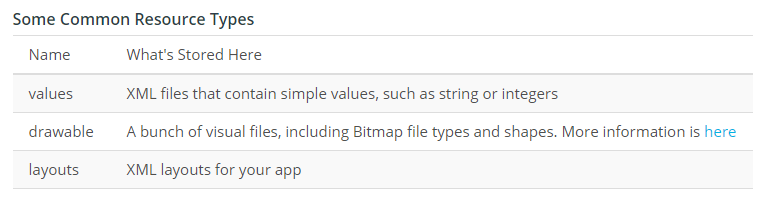 Some Common Resource Types
Name What's Stored Here
values XML files that contain simple values, such as string or integers
drawable A bunch of visual files, including Bitmap file types and shapes. More information is here
layouts XML layouts for your app